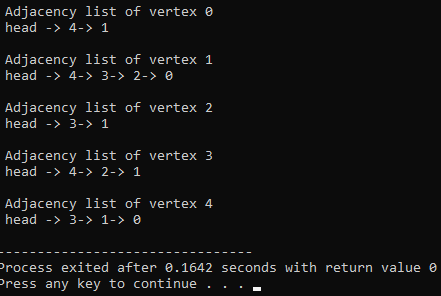 Adjacency list of vertex 0
head -> 4-> 1
Adjacency list of vertex 1
head -> 4-> 3-> 2-> 0
Adjacency list of vertex 2
head -> 3-> 1
Adjacency list of vertex 3
head -> 4-> 2-> 1
Adjacency list of vertex 4
head -> 3-> 1-> 0
--------------------------------
Process exited after 0.1642 seconds with return value 0
Press any key to continue . . .